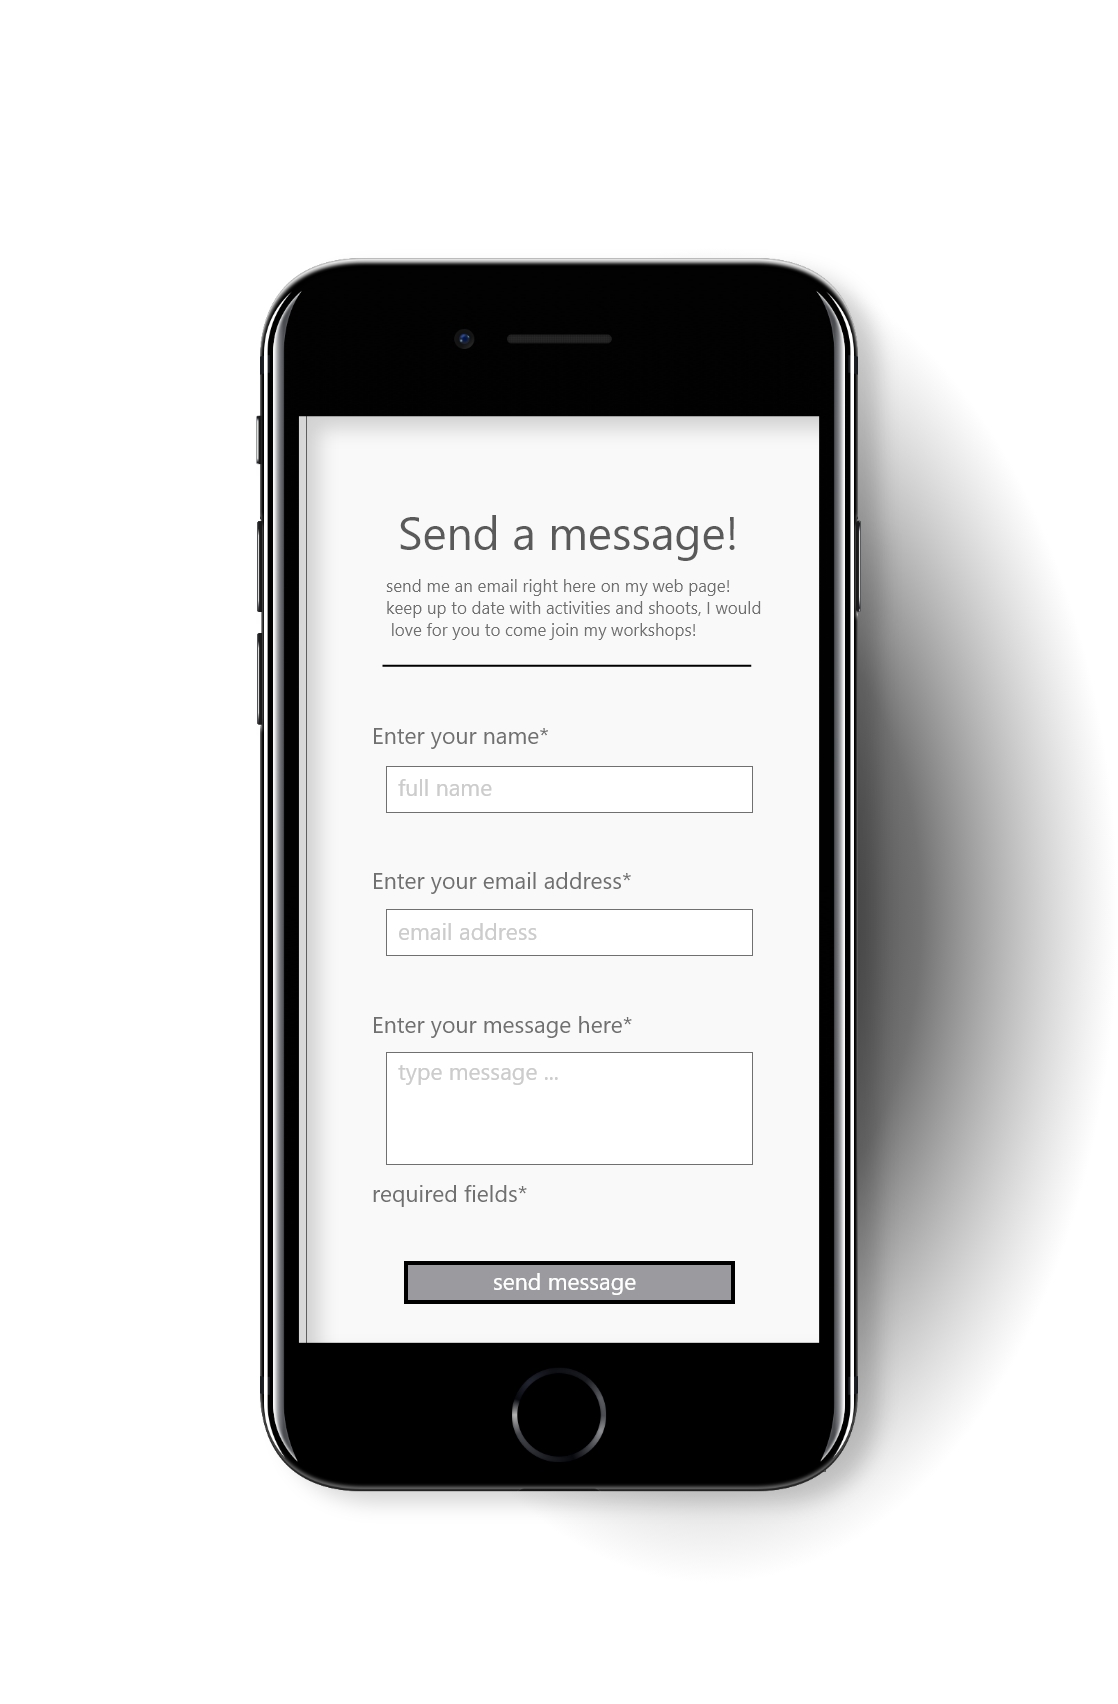 Send a message!
send me an email right here on my web page!
keep up to date with activities and shoots, I would
love for you to come join my workshops!
Enter your name*
full name
Enter your email address*
email address
Enter your message here*
type message ...
required fields*
send message